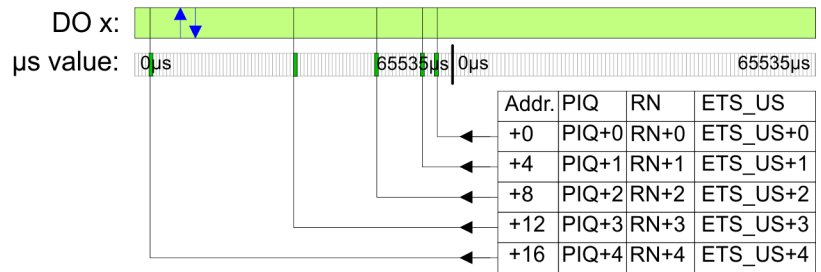 DO x:
µs value: 0µs 65535µs 0µs 65535µs
Addr. PIQ RN ETS_US
+0 PIQ+0 RN+0 ETS_US+0
+4 PIQ+1 RN+1 ETS_US+1
+8 PIQ+2 RN+2 ETS_US+2
+12 PIQ+3 RN+3 ETS_US+3
+16 PIQ+4 RN+4 ETS_US+4